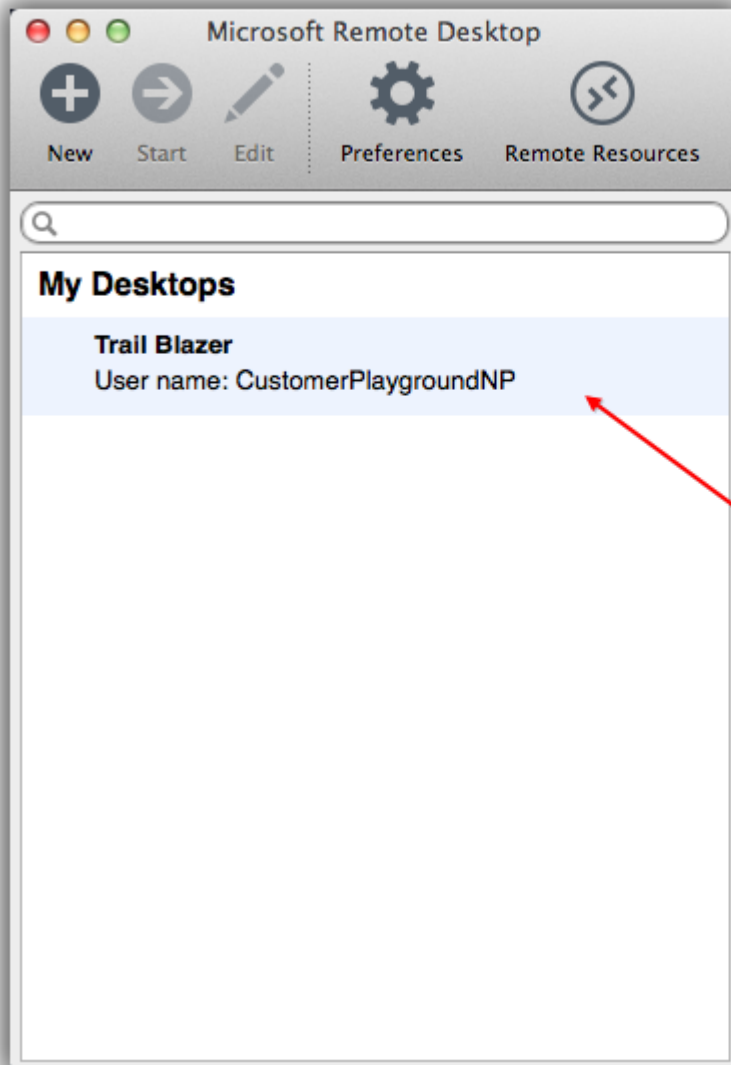 Microsoft Remote Desktop
New Start Edit Preferences Remote Resources
My Desktops
Trail Blazer
User name: CustomerPlaygroundNP